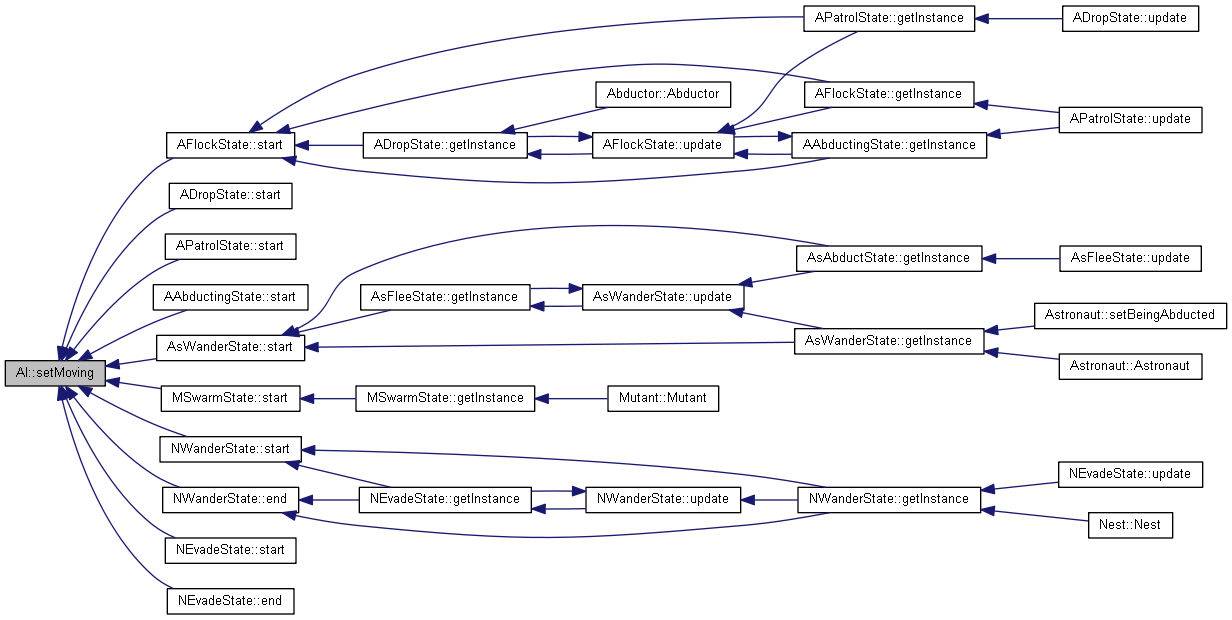 APatrolState::getInstance
ADropState::update
Abductor::Abductor
AFlockState::getInstance
APatrolState::update
AFlockState::start
ADropState::getInstance
AFlockState::update
AAbductingState::getInstance
ADropState::start
APatrolState::start
AsAbductState::getInstance
AsFleeState::update
AAbductingState::start
AsFleeState::getInstance
AsWanderState::update
Astronaut::setBeingAbducted
AsWanderState::start
AsWanderState::getInstance
Astronaut::Astronaut
AI::setMoving
MSwarmState::start
MSwarmState::getInstance
Mutant::Mutant
NWanderState::start
NEvadeState::update
NWanderState::end
NEvadeState::getInstance
NWanderState::update
NWanderState::getInstance
Nest::Nest
NEvadeState::start
NEvadeState::end